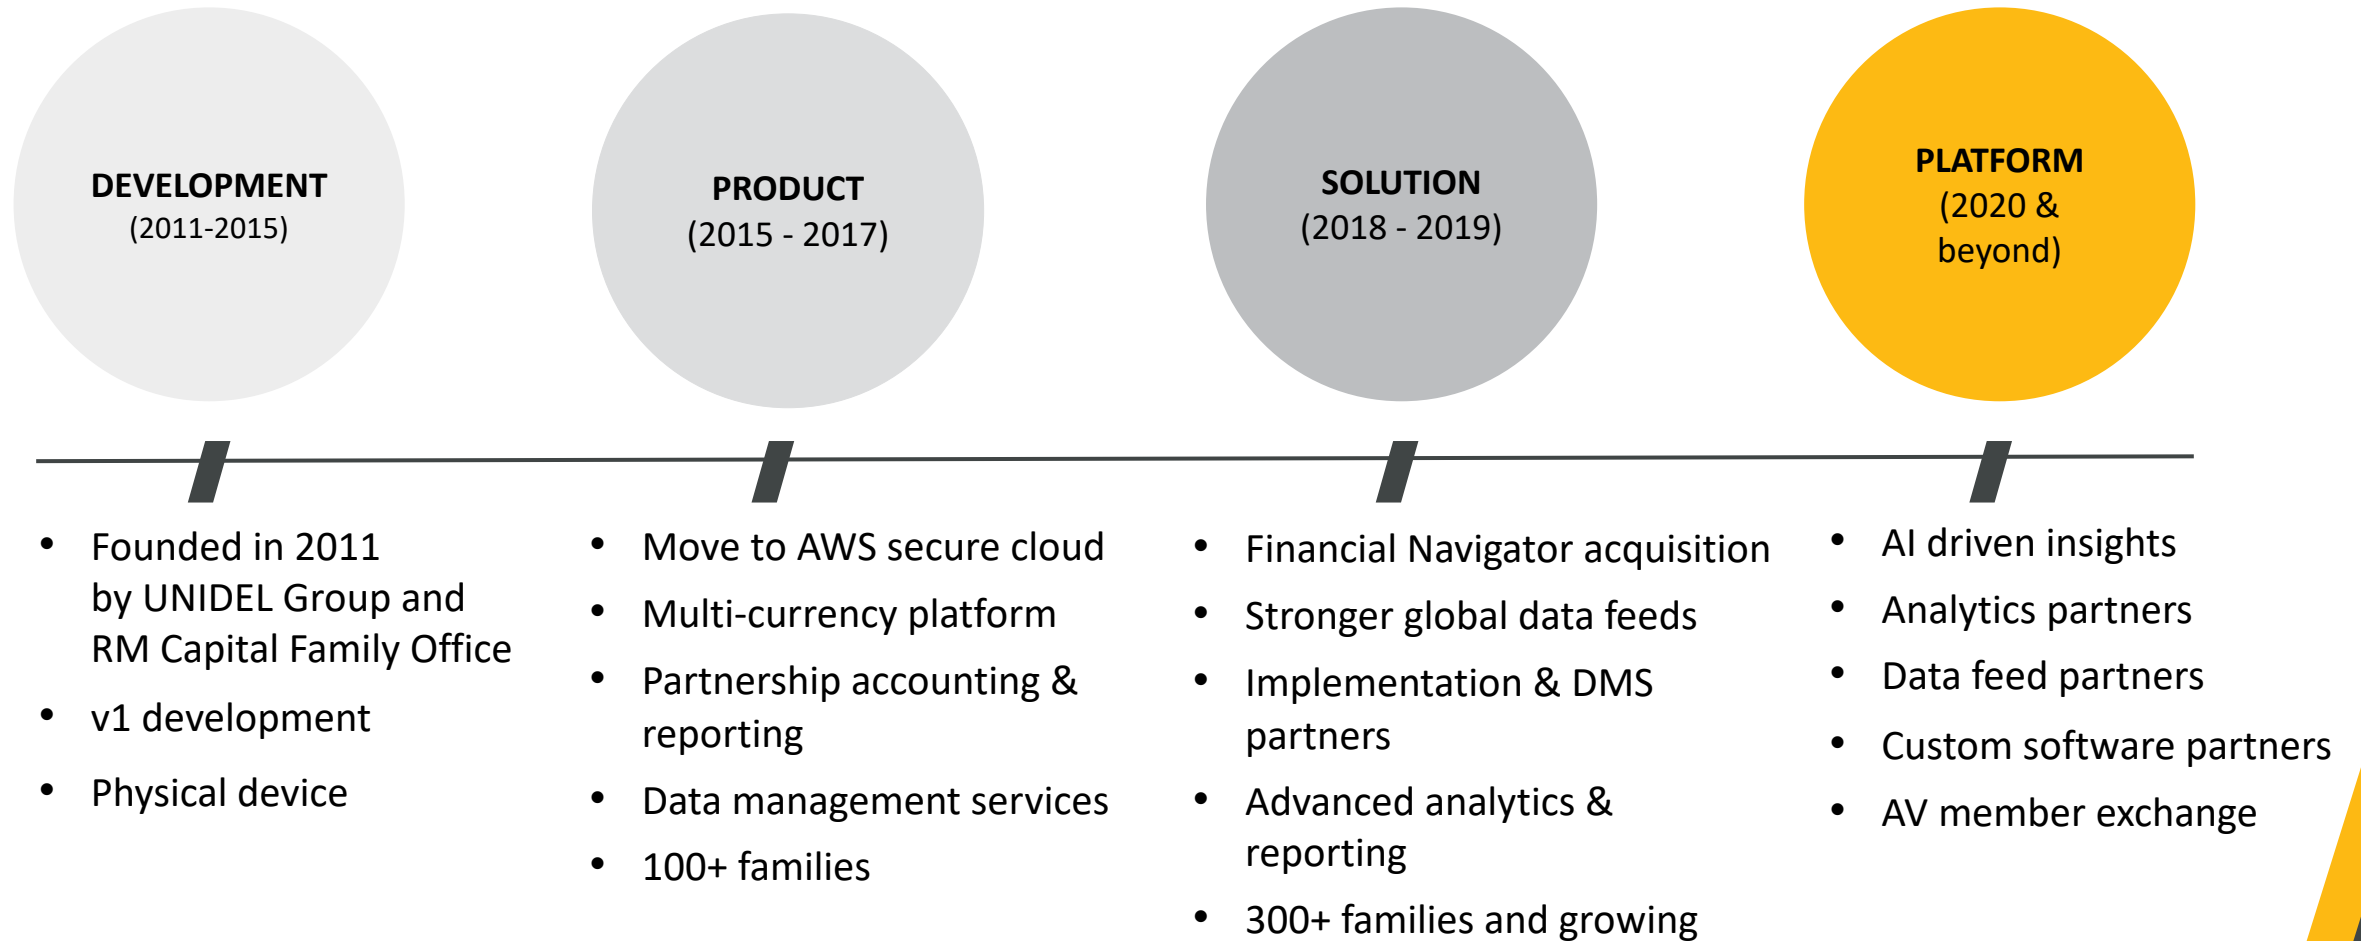 DEVELOPMENT
(2011-2015)
PRODUCT
(2015 - 2017)
SOLUTION
(2018 - 2019)
PLATFORM
(2020 &
beyond)
• Founded in 2011
by UNIDEL Group and
RM Capital Family Office
• v1 development
• Physical device
• Move to AWS secure cloud
• Multi-currency platform
• Partnership accounting &
reporting
• Data management services
• 100+ families
• Financial Navigator acquisition
• Stronger global data feeds
• Implementation & DMS
partners
• Advanced analytics &
reporting
• 300+ families and growing
• AI driven insights
• Analytics partners
• Data feed partners
• Custom software partners
• AV member exchange